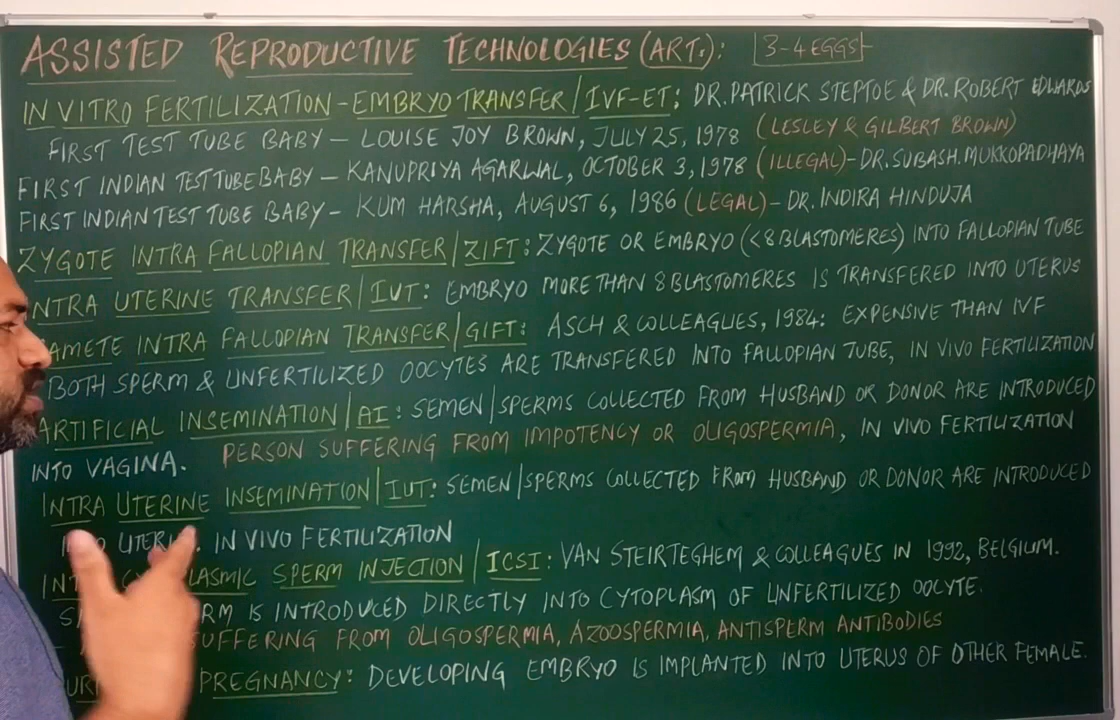 ASSISTED REPRODUCTIVE TECHNOLOGIES (ARTs): 3-4 EGGS
IN VITRO FERTILIZATION-EMBRYO TRANSFER/IVF-ET: DR. PATRICK STEPTOE & DR. ROBERT EDWARDS
FIRST TEST TUBE BABY – LOUISE JOY BROWN, JULY 25, 1978 (LESLEY & GILBERT BROWN)
FIRST INDIAN TEST TUBE BABY – KANUPRIYA AGARWAL, OCTOBER 3, 1978 (ILLEGAL)-DR. SUBASH. MUKKOPADHAYA
FIRST INDIAN TEST TUBE BABY – KUM HARSHA, AUGUST 6, 1986 (LEGAL)- DR. INDIRA HINDUJA
ZYGOTE INTRA FALLOPIAN TRANSFER/ZIFT: ZYGOTE OR EMBRYO (<8 BLASTOMERES) INTO FALLOPIAN TUBE
NTRA UTERINE TRANSFER/IUT: EMBRYO MORE THAN 8 BLASTOMERES IS TRANSFERED INTO UTERUS
AMETE INTRA FALLOPIAN TRANSFER/GIFT: ASCH & COLLEAGUES, 1984: EXPENSIVE THAN IVF
BOTH SPERM & UNFERTILIZED OOCYTES ARE TRANSFERED INTO FALLOPIAN TUBE, IN VIVO FERTILIZATION
ARTIFICIAL INSEMINATION/AI: SEMEN/SPERMS COLLECTED FROM HUSBAND OR DONOR ARE INTRODUCED
INTO VAGINA. PERSON SUFFERING FROM IMPOTENCY OR OLIGOSPERMIA, IN VIVO FERTILIZATION
INTRA UTERINE INSEMINATION/IUT: SEMEN/SPERMS COLLECTED FROM HUSBAND OR DONOR ARE INTRODUCED
UTER. IN VIVO FERTILIZATION
INT LASMIC SPERM INJECTION/ICSI: VAN STEIRTEGHEM & COLLEAGUES IN 1992, BELGIUM.
S RM IS INTRODUCED DIRECTLY INTO CYTOPLASM OF UNFERTILIZED OOCYTE.
SUFFERING FROM OLIGOSPERMIA, AZOOSPERMIA, ANTISPERM ANTIBODIES
UR PREGNANCY: DEVELOPING EMBRYO IS IMPLANTED INTO UTERUS OF OTHER FEMALE.